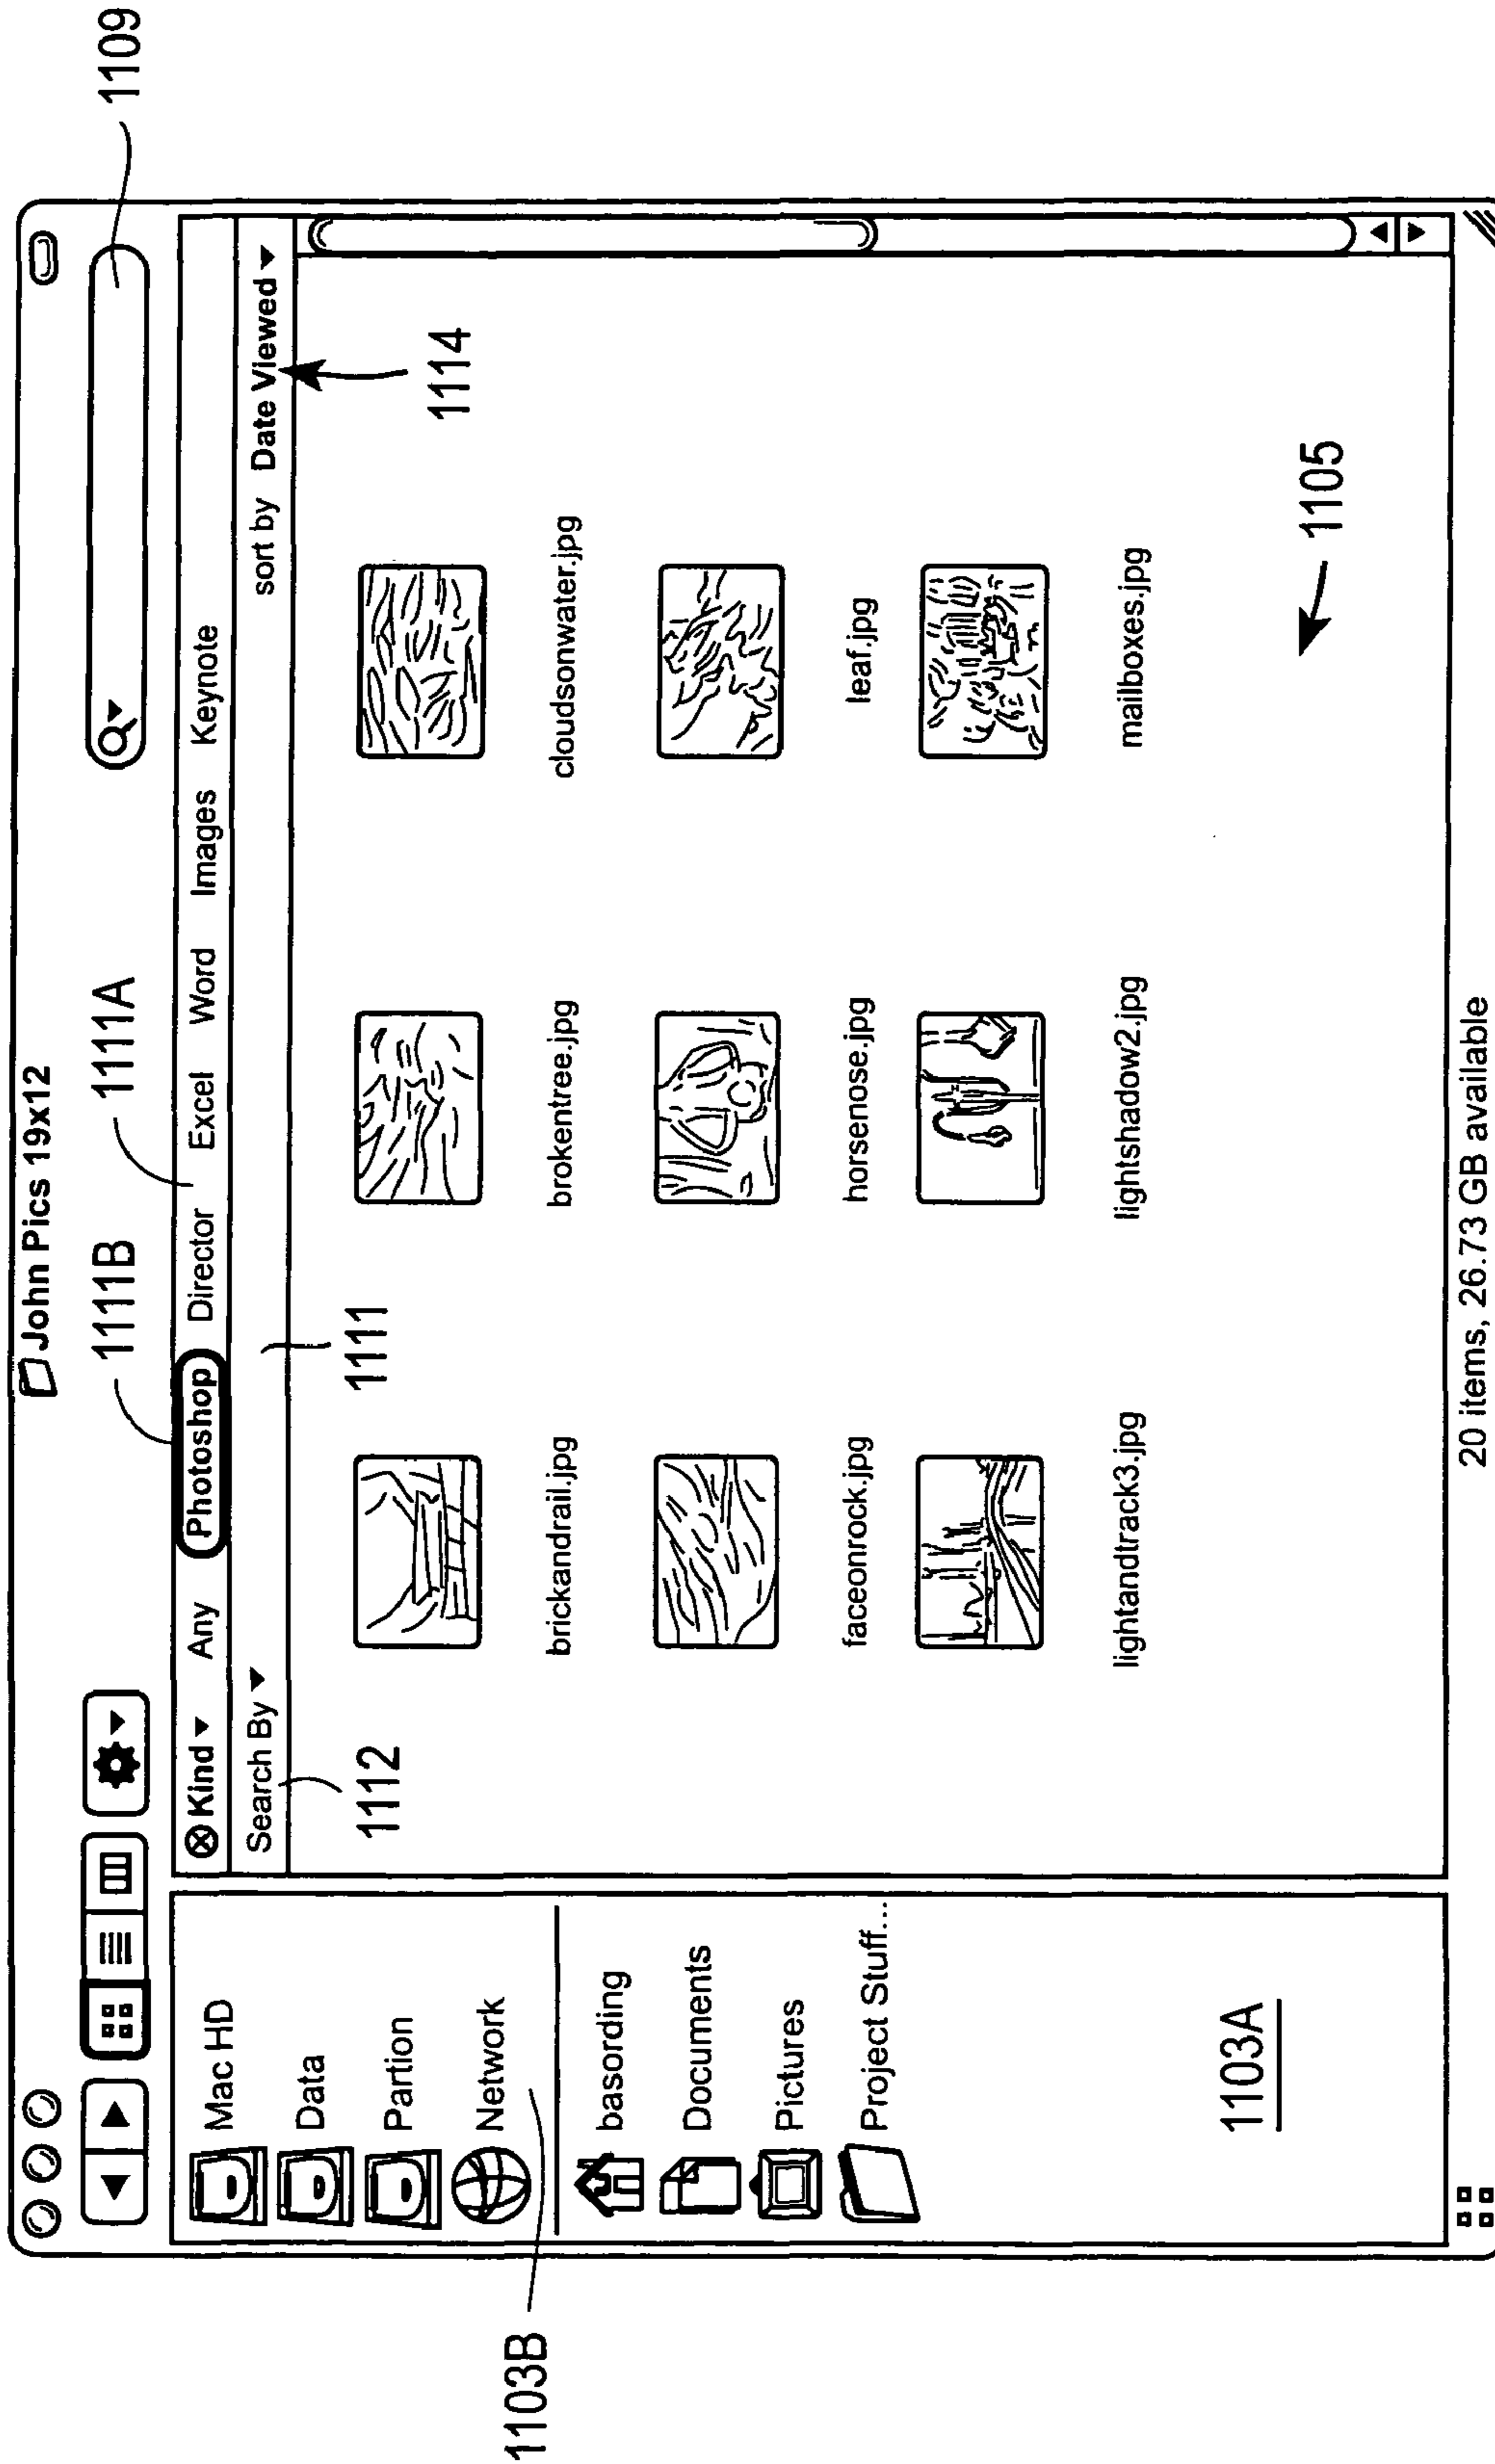 John Pics 19x12
1109
1111B
1111A
Kind Any Photoshop Director Excel Word Images Keynote
Search By
sort by Date Viewed
1112
1111
1114
Mac HD
Data
Partion
Network
1103B
basording
Documents
Pictures
Project Stuff...
1103A
brickandrail.jpg
brokentree.jpg
cloudsonwater.jpg
faceonrock.jpg
horsenose.jpg
leaf.jpg
lightandtrack3.jpg
lightshadow2.jpg
mailboxes.jpg
1105
20 items, 26.73 GB available